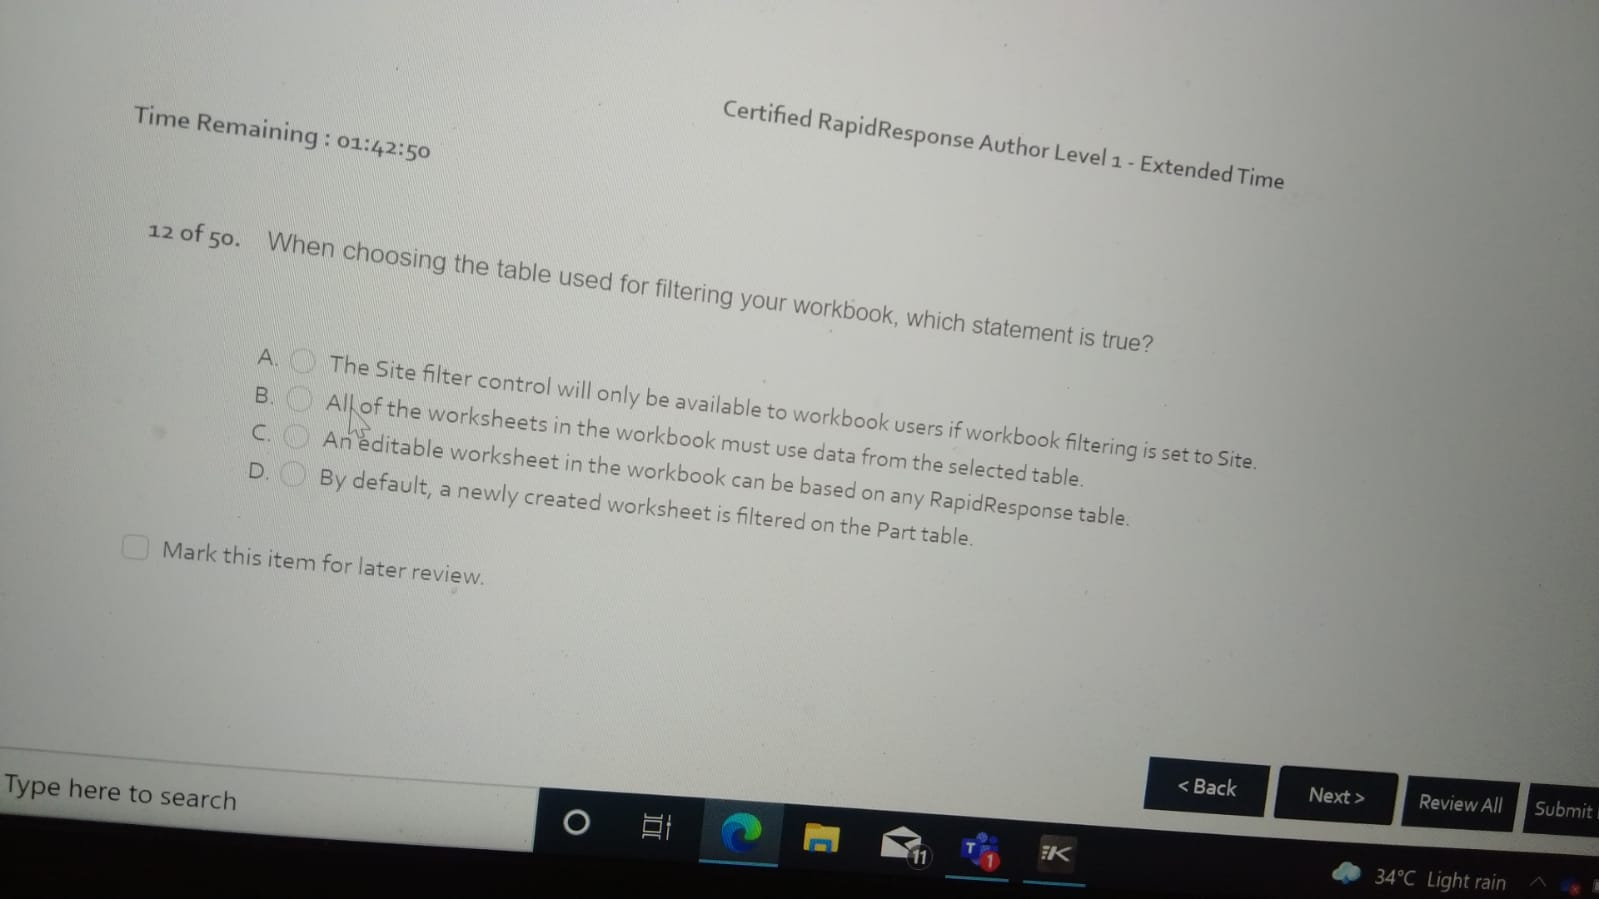 Certified RapidResponse Author Level 1 - Extended Time
Time Remaining : 01:42:50
12 of 50. When choosing the table used for filtering your workbook, which statement is true?
A. The Site filter control will only be available to workbook users if workbook filtering is set to Site.
B. All of the worksheets in the workbook must use data from the selected table.
C. An editable worksheet in the workbook can be based on any RapidResponse table.
D. By default, a newly created worksheet is filtered on the Part table.
Mark this item for later review.
< Back Next > Review All Submit
Type here to search
11
T 1
K
34°C Light rain